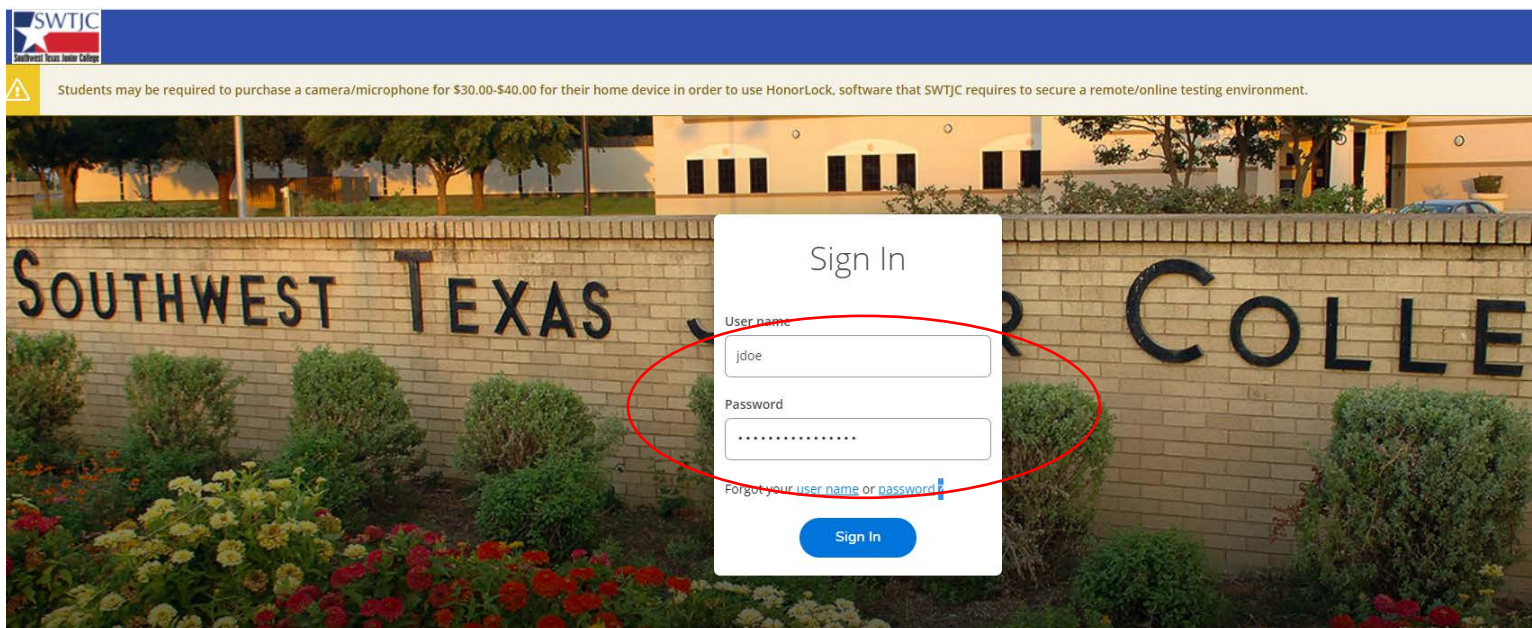 SWTJC
Southwest Texas Junior College
Students may be required to purchase a camera/microphone for $30.00-$40.00 for their home device in order to use HonorLock, software that SWTJC requires to secure a remote/online testing environment.
Sign In
SOUTHWEST TEXAS J R COLLE
User name
jdoe
Password
................
Forgot your user name or password ?
Sign In